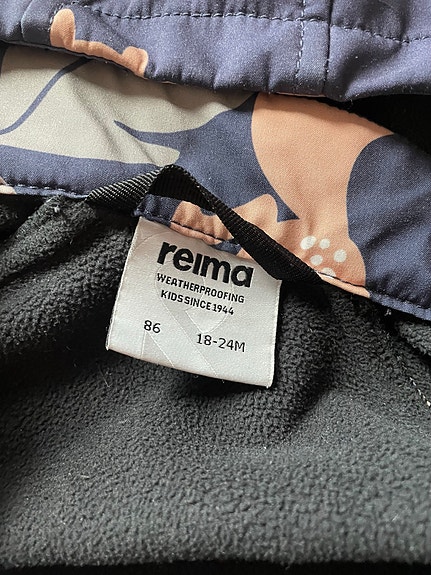 reima
WEATHERPROOFING
KIDS SINCE 1944
86 18-24M